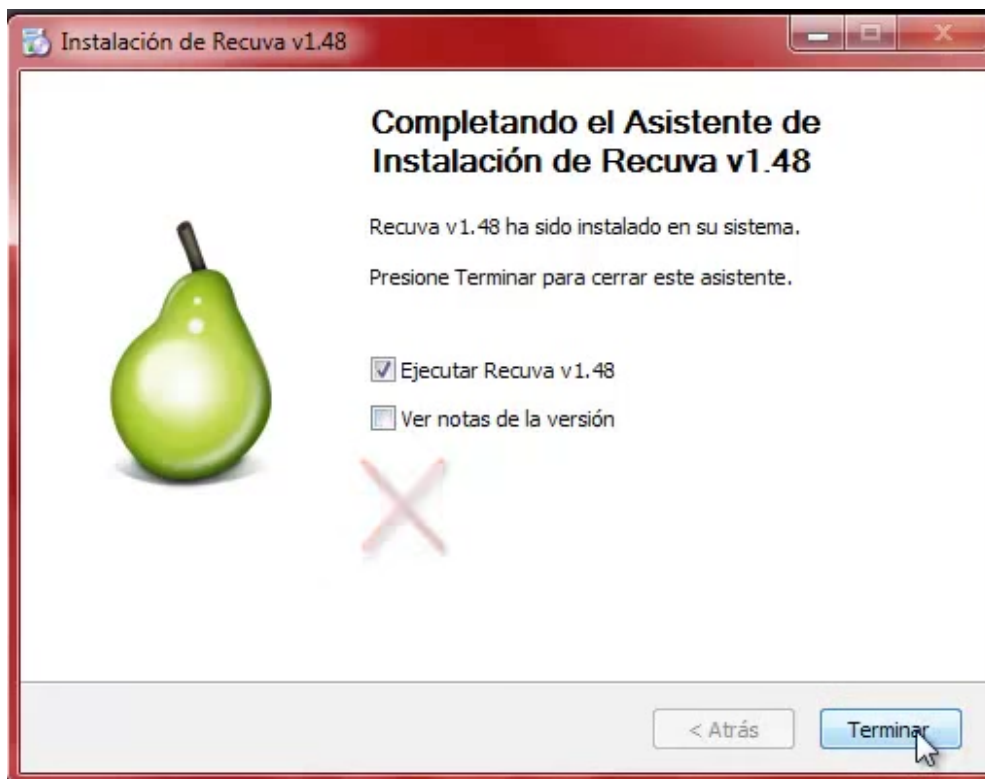 Instalación de Recuva v1.48
Completando el Asistente de
Instalación de Recuva v1.48
Recuva v1.48 ha sido instalado en su sistema.
Presione Terminar para cerrar este asistente.
Ejecutar Recuva v1.48
Ver notas de la versión
< Atrás
Terminar